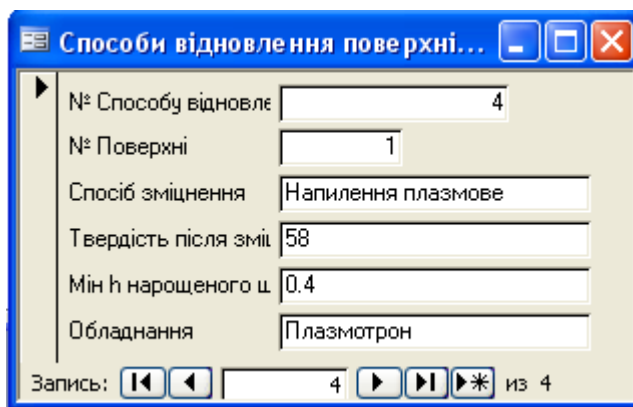 Способи відновлення поверхні...
№ Способу відновле 4
№ Поверхні 1
Спосіб зміцнення Напилення плазмове
Твердість після зміц 58
Мін h нарощеного ш 0.4
Обладнання Плазмотрон
Запись: 4 из 4